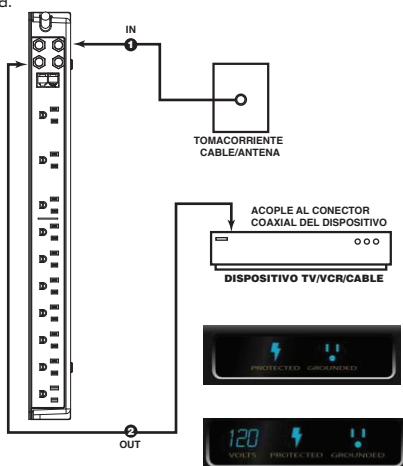 d.
IN
1
TOMACORRIENTE
CABLE/ANTENA
ACOPLE AL CONECTOR
COAXIAL DEL DISPOSITIVO
DISPOSITIVO TV/VCR/CABLE
PROTECTED GROUNDED
2
OUT
120
VOLTS PROTECTED GROUNDED